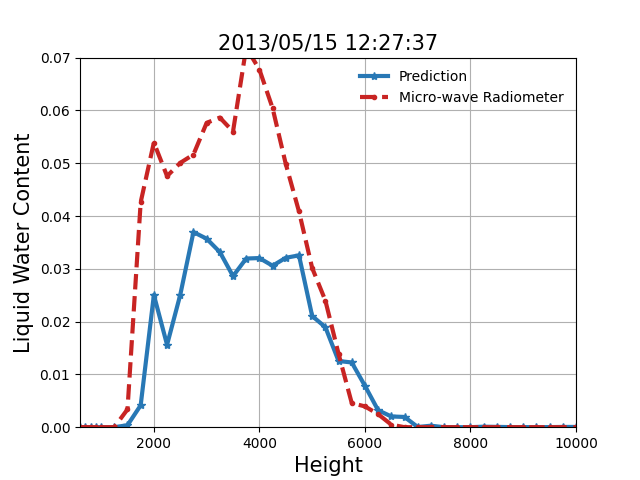 2013/05/15 12:27:37
Liquid Water Content
0.07
0.06
0.05
0.04
0.03
0.02
0.01
0.00
Prediction
Micro-wave Radiometer
2000 4000 6000 8000 10000
Height